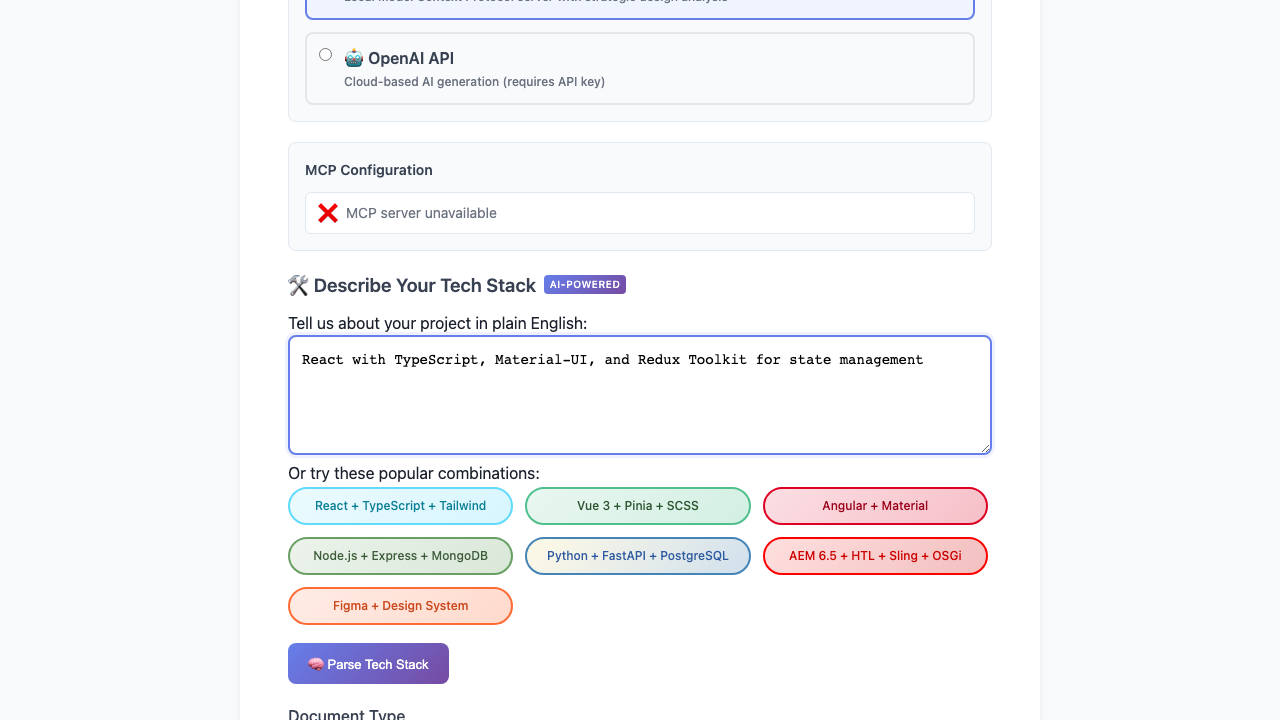 OpenAI API
Cloud-based AI generation (requires API key)
MCP Configuration
MCP server unavailable
Describe Your Tech Stack AI-POWERED
Tell us about your project in plain English:
React with TypeScript, Material-UI, and Redux Toolkit for state management
Or try these popular combinations:
React + TypeScript + Tailwind
Vue 3 + Pinia + SCSS
Angular + Material
Node.js + Express + MongoDB
Python + FastAPI + PostgreSQL
AEM 6.5 + HTL + Sling + OSGi
Figma + Design System
Parse Tech Stack
Document Type